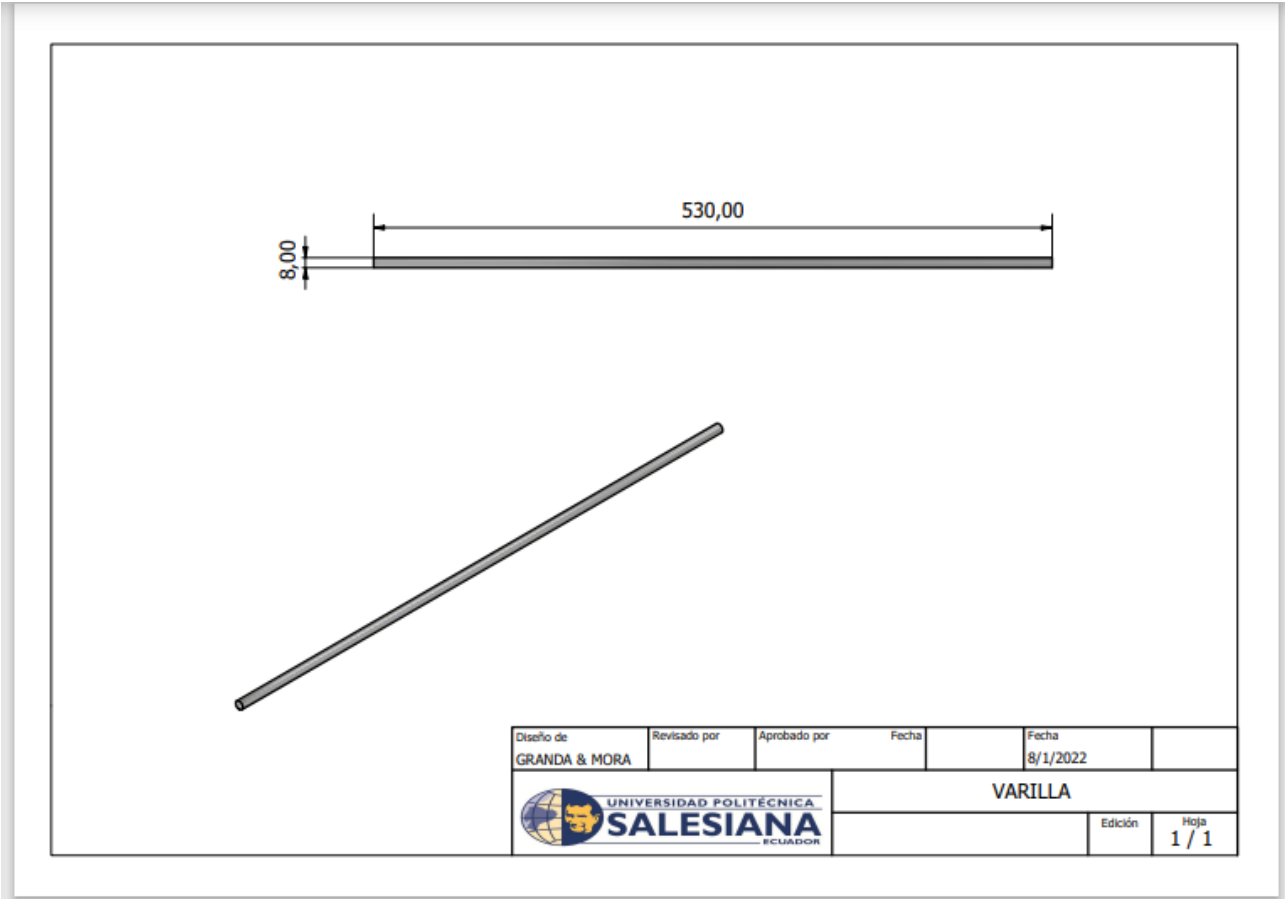 530,00
8,00
Diseño de
GRANDA & MORA
Revisado por
Aprobado por
Fecha
Fecha
8/1/2022
UNIVERSIDAD POLITÉCNICA
SALESIANA
ECUADOR
VARILLA
Edición
Hoja
1 / 1